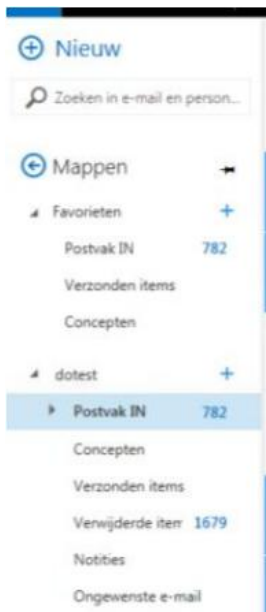 Nieuw
Zoeken in e-mail en person...
Mappen
Favorieten
Postvak IN 782
Verzonden items
Concepten
dotest
Postvak IN 782
Concepten
Verzonden items
Verwijderde iter 1679
Notities
Ongewenste e-mail